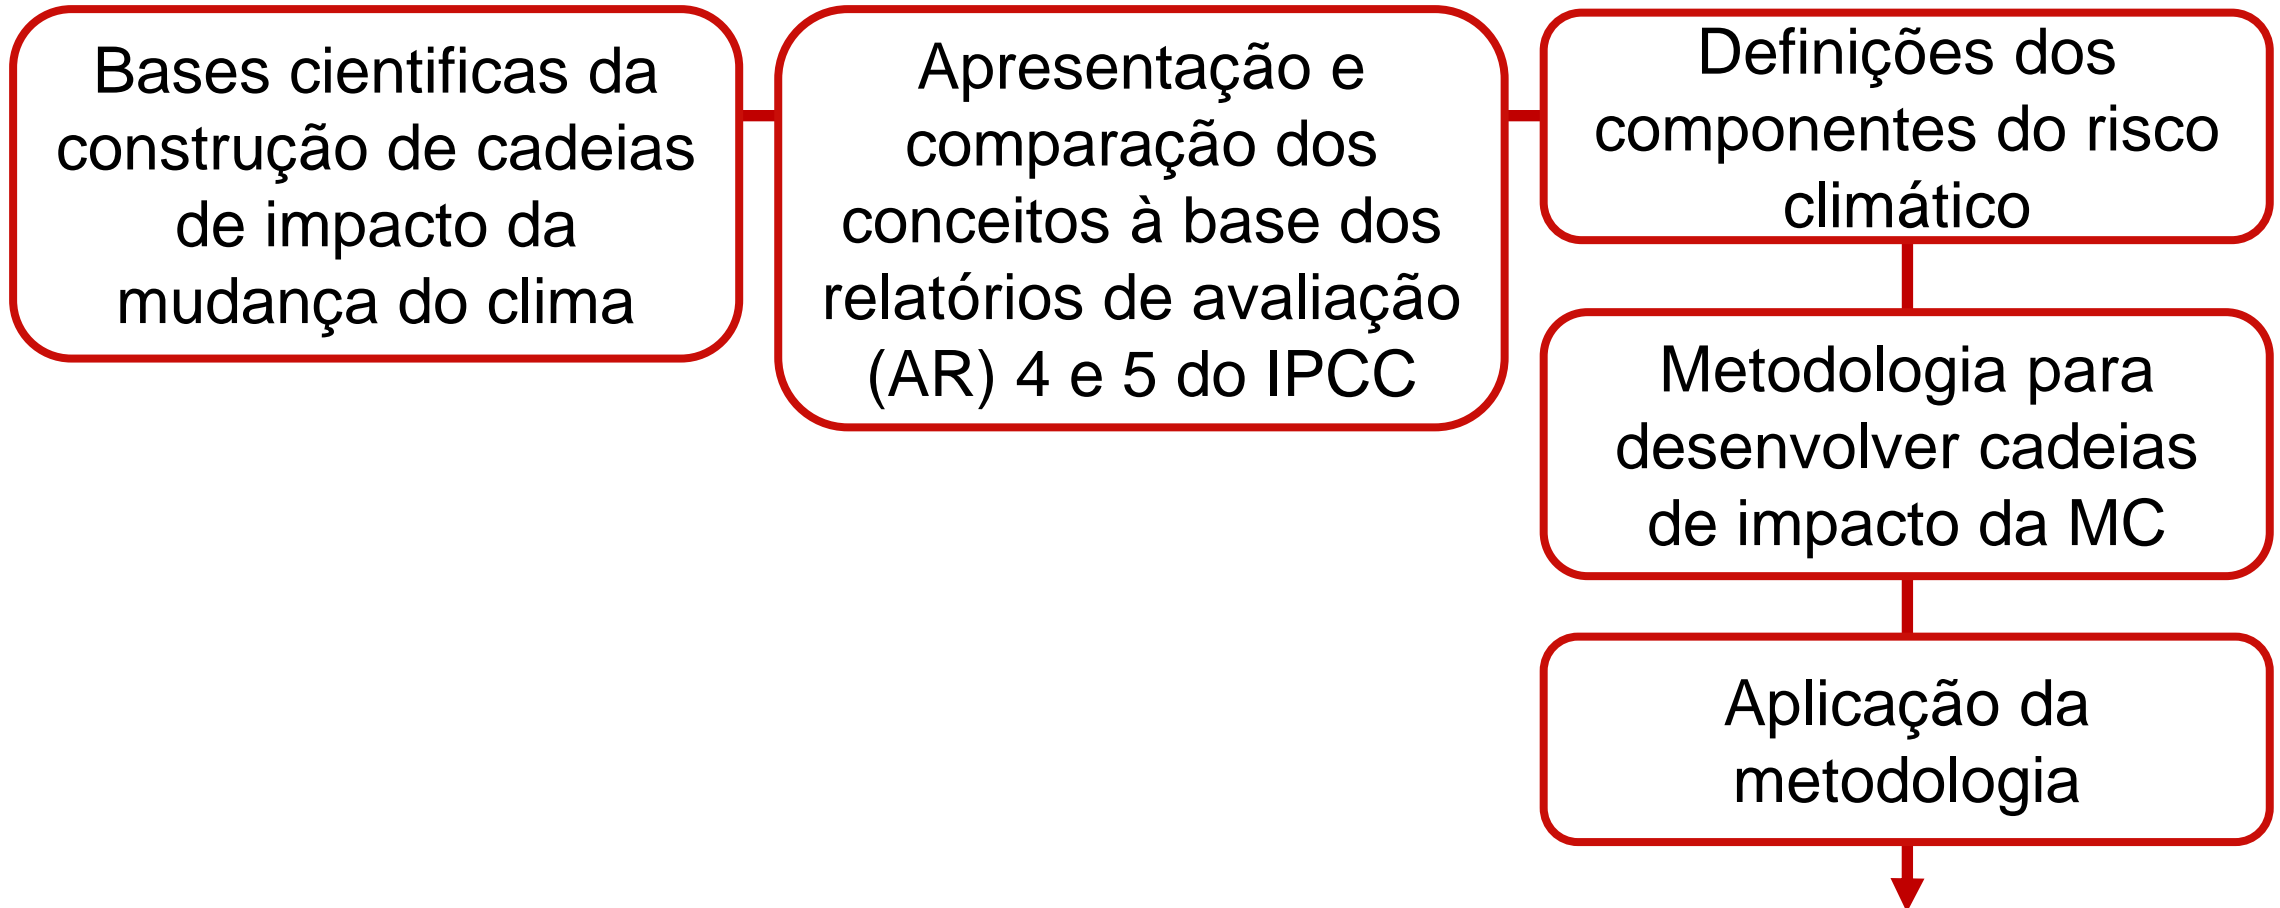 Bases cientificas da
construção de cadeias
de impacto da
mudança do clima
Apresentação e
comparação dos
conceitos à base dos
relatórios de avaliação
(AR) 4 e 5 do IPCC
Definições dos
componentes do risco
climático
Metodologia para
desenvolver cadeias
de impacto da MC
Aplicação da
metodologia